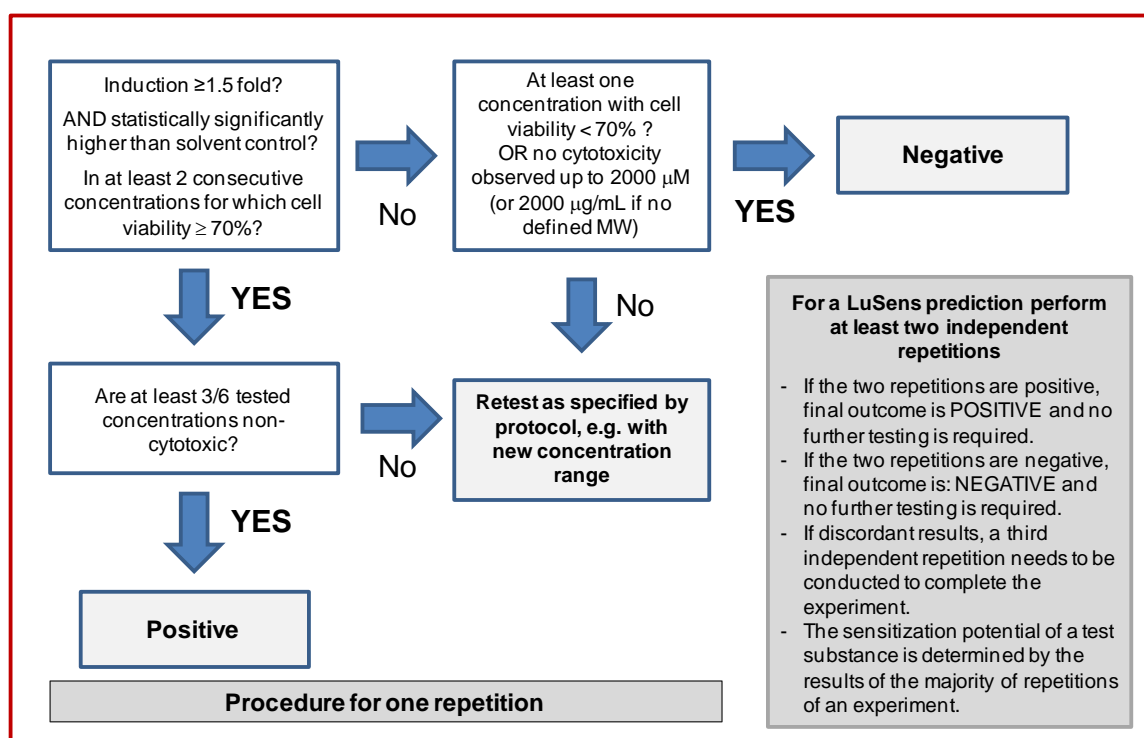 Induction ≥1.5 fold?
AND statistically significantly
higher than solvent control?
In at least 2 consecutive
concentrations for which cell
viability ≥ 70%?
No
At least one
concentration with cell
viability < 70% ?
OR no cytotoxicity
observed up to 2000 μM
(or 2000 μg/mL if no
defined MW)
YES
Negative
YES
No
Are at least 3/6 tested
concentrations non-
cytotoxic?
No
Retest as specified by
protocol, e.g. with
new concentration
range
YES
Positive
Procedure for one repetition
For a LuSens prediction perform
at least two independent
repetitions
- If the two repetitions are positive,
final outcome is POSITIVE and no
further testing is required.
- If the two repetitions are negative,
final outcome is: NEGATIVE and
no further testing is required.
- If discordant results, a third
independent repetition needs to be
conducted to complete the
experiment.
- The sensitization potential of a test
substance is determined by the
results of the majority of repetitions
of an experiment.